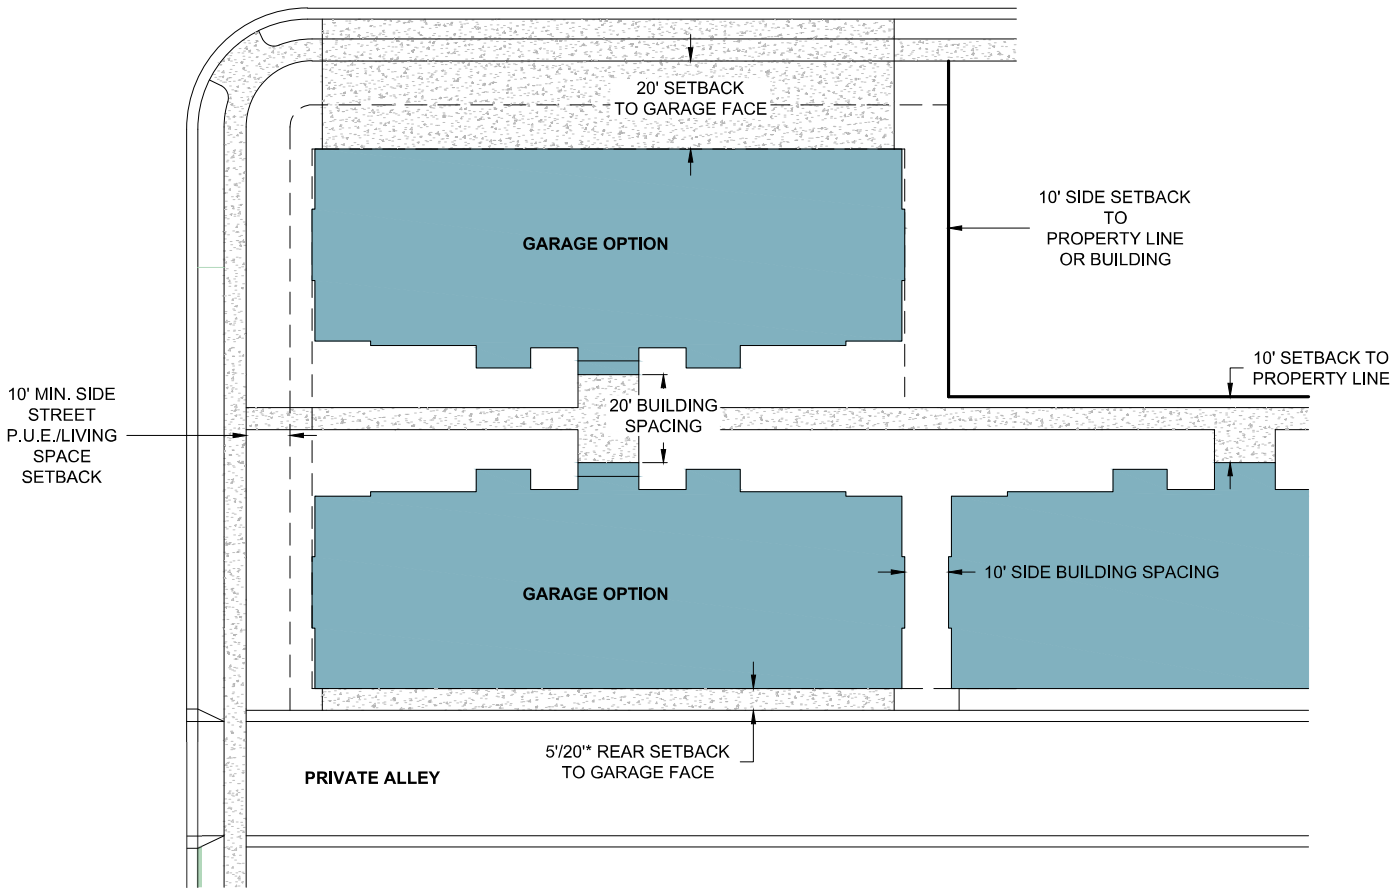 20' SETBACK
TO GARAGE FACE
10' SIDE SETBACK
TO
PROPERTY LINE
OR BUILDING
GARAGE OPTION
10' SETBACK TO
PROPERTY LINE
10' MIN. SIDE
STREET
P.U.E./LIVING
SPACE
SETBACK
20' BUILDING
SPACING
10' SIDE BUILDING SPACING
GARAGE OPTION
5'/20'* REAR SETBACK
TO GARAGE FACE
PRIVATE ALLEY